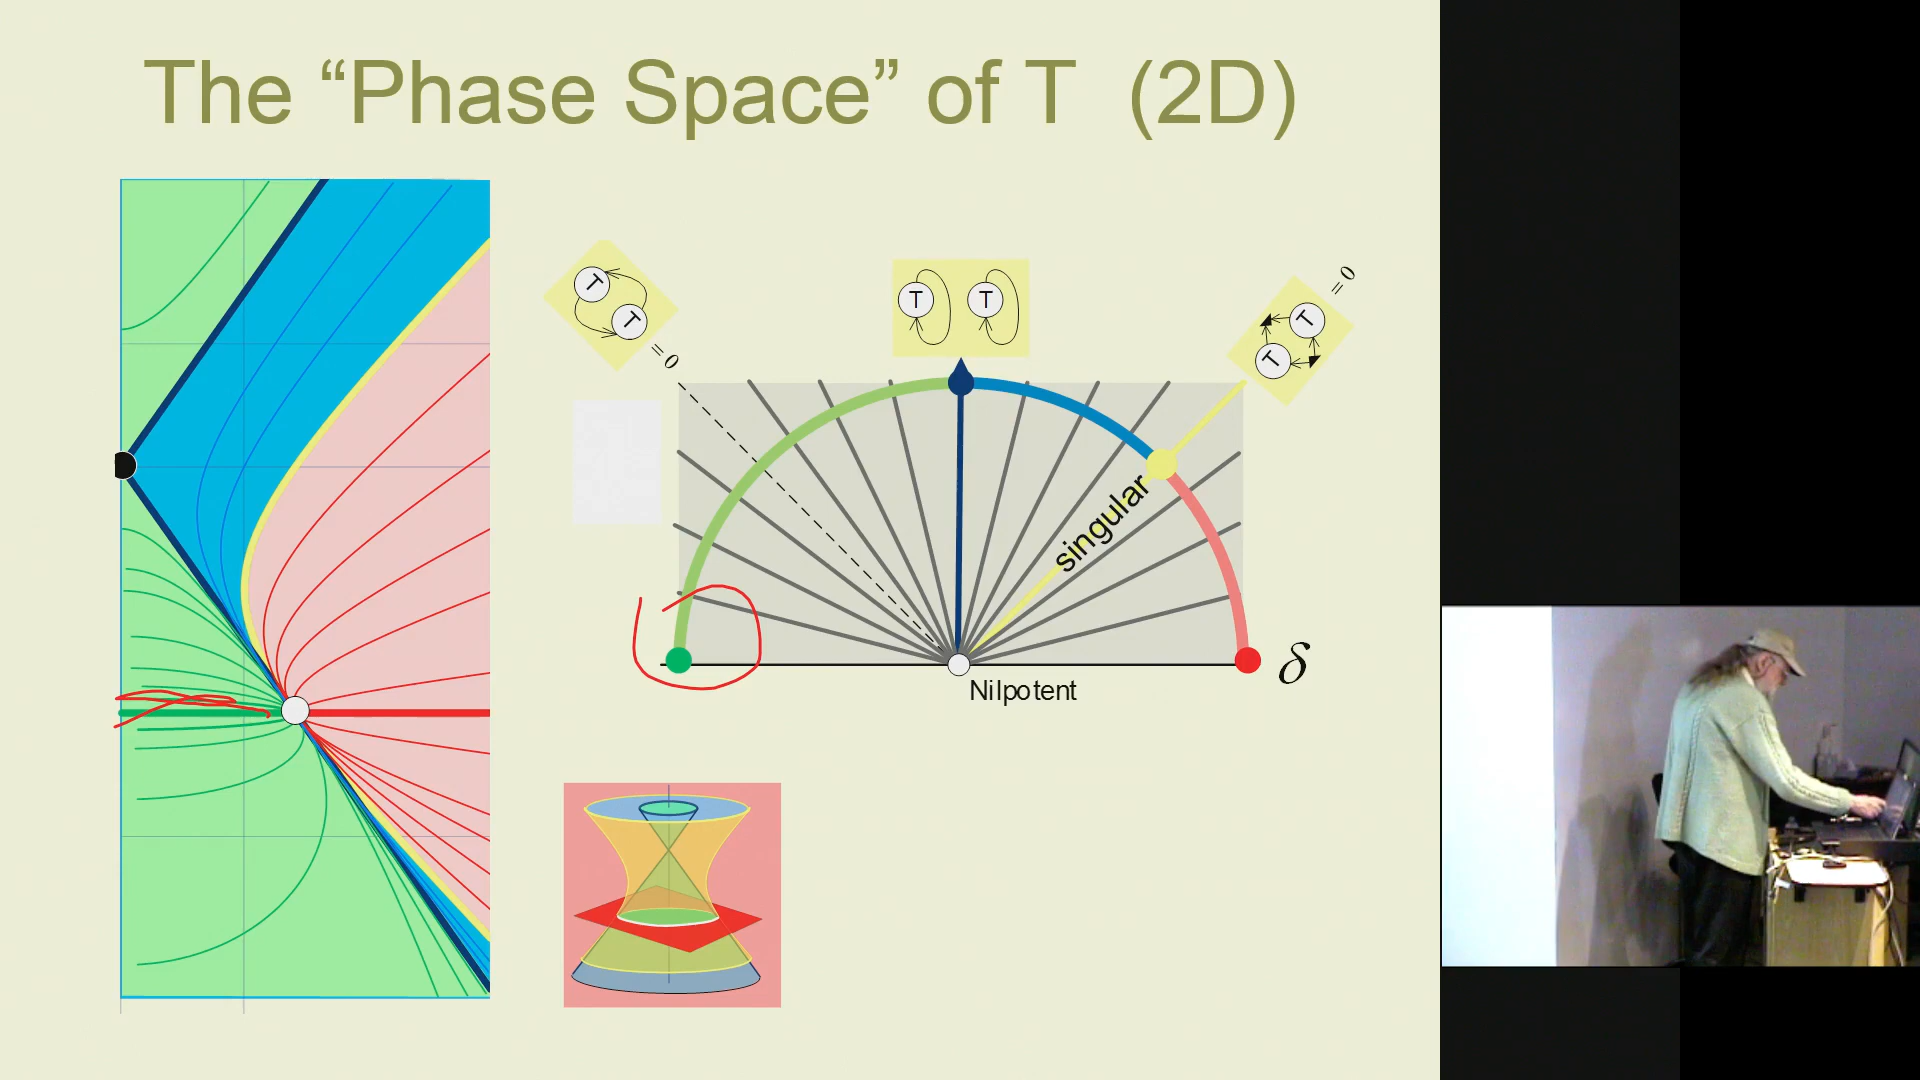 The “Phase Space” of T (2D)
T
T
= 0
T T
T
T
= 0
singular
δ
Nilpotent